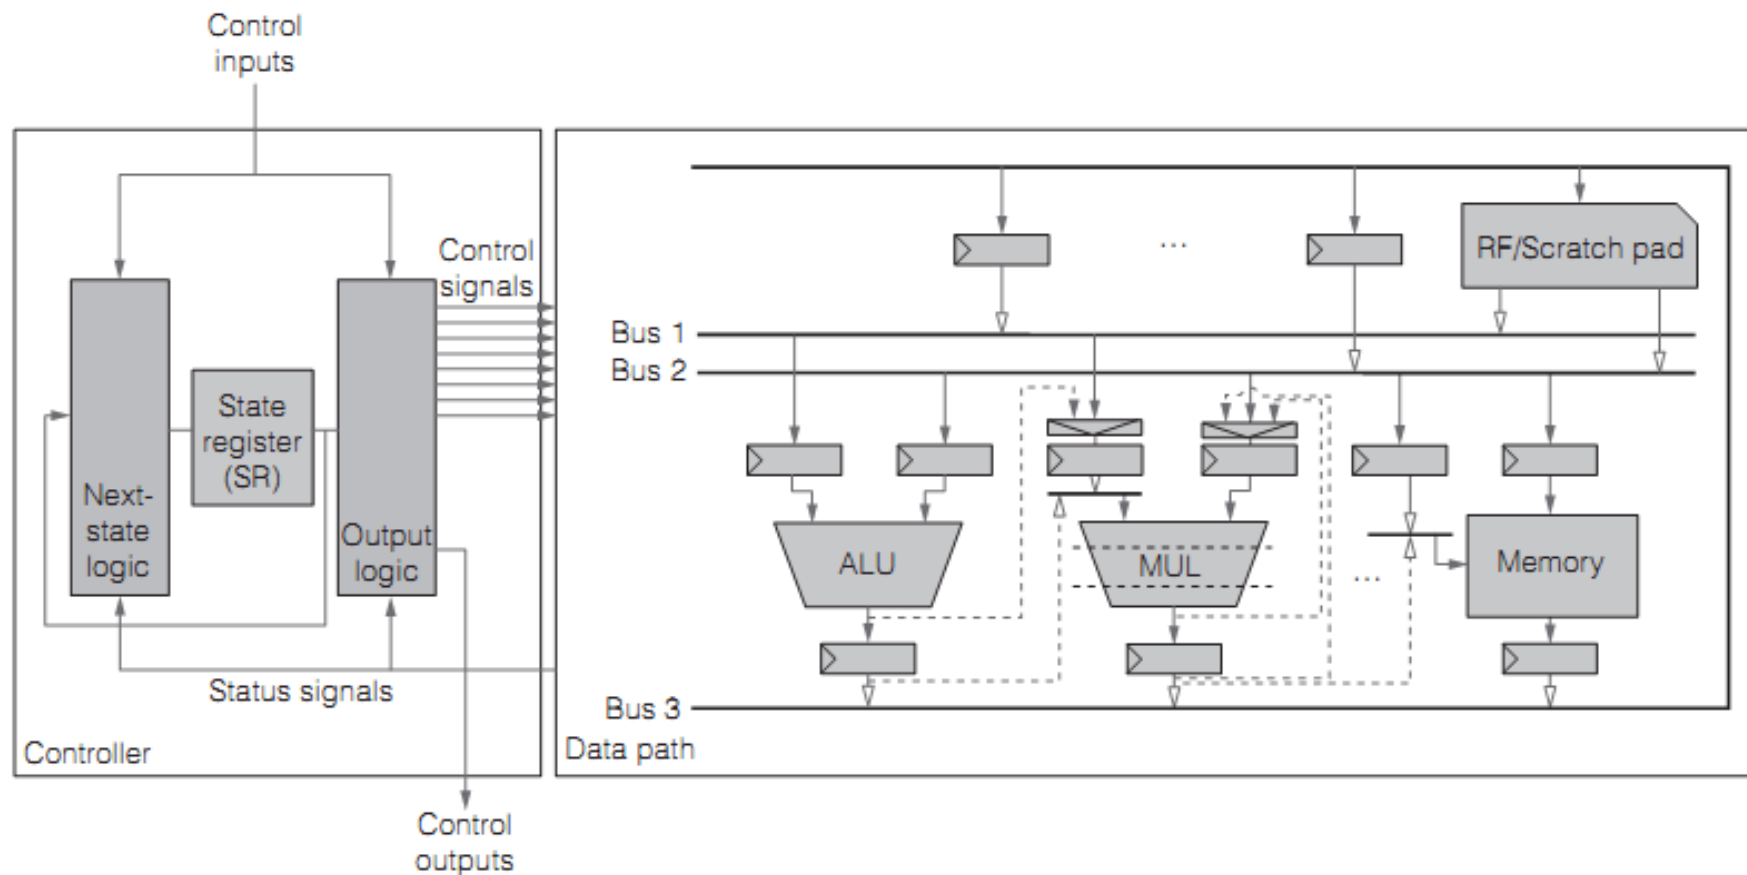 Control
inputs
Control
signals
RF/Scratch pad
...
Bus 1
Bus 2
State
register
(SR)
Next-
state
logic
Output
logic
ALU
MUL
...
Memory
Status signals
Bus 3
Controller
Data path
Control
outputs